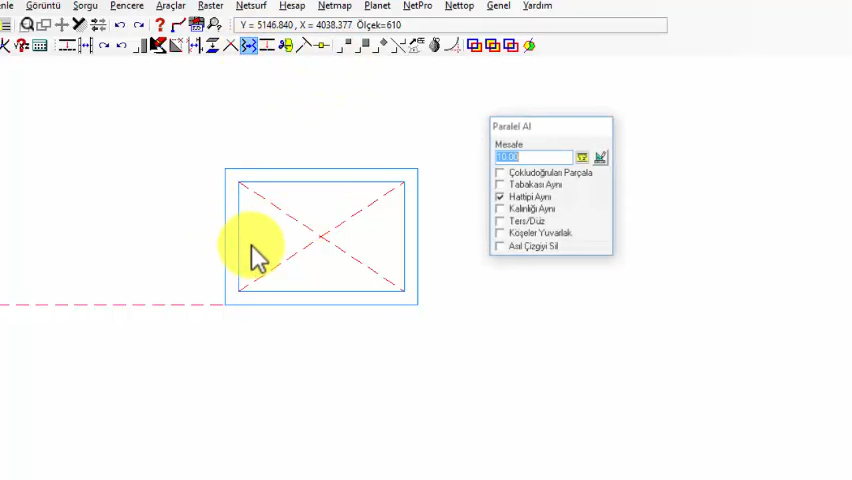 enle Görüntü Sorgu Pencere Araçlar Raster Netsurf Hesap Netmap Planet NetPro Nettop Genel Yardım
Y = 5146.840 , X = 4038.377 Ölçek=610
Paralel Al
Mesafe
10.00
Çokludoğruları Parçala
Tabakası Aynı
Hattipi Aynı
Kalınlığı Aynı
Ters/Düz
Köşeler Yuvarlak
Asıl Çizgiyi Sil